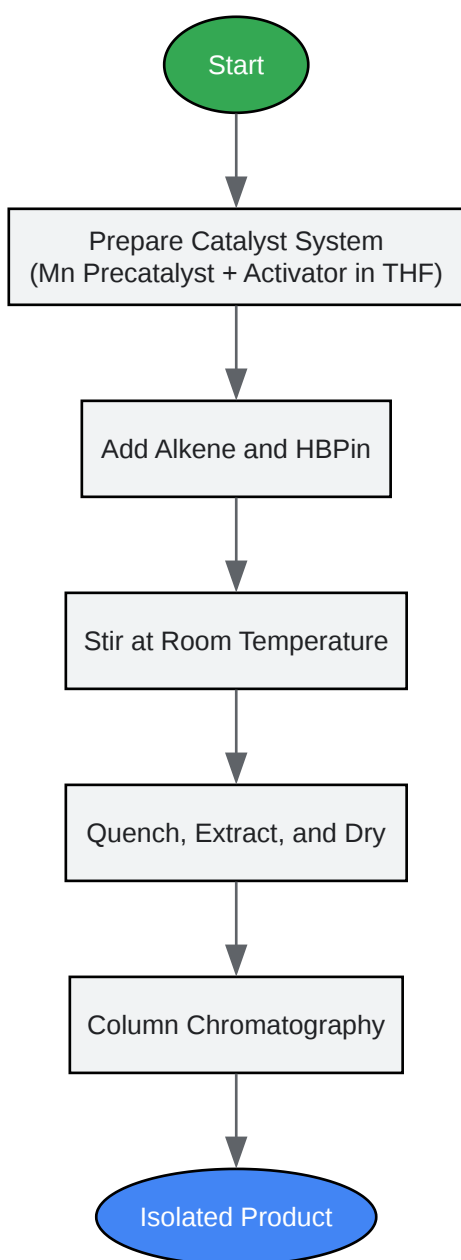 Start
Prepare Catalyst System
(Mn Precatalyst + Activator in THF)
Add Alkene and HBPin
Stir at Room Temperature
Quench, Extract, and Dry
Column Chromatography
Isolated Product